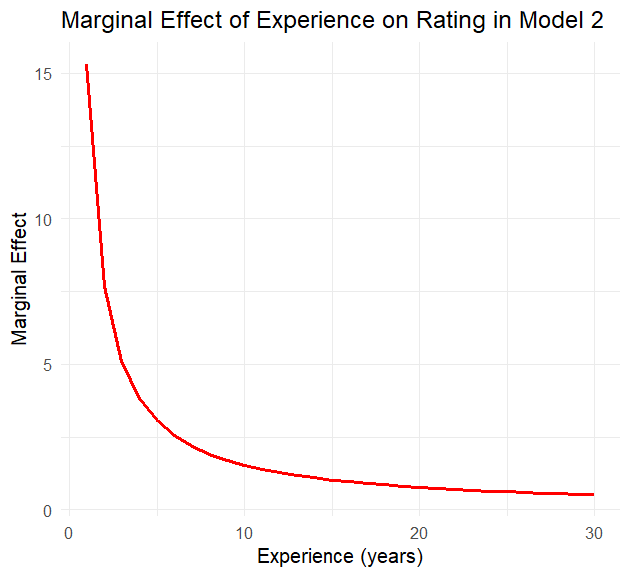 Marginal Effect of Experience on Rating in Model 2
15
10
5
0
Marginal Effect
0 10 20 30
Experience (years)